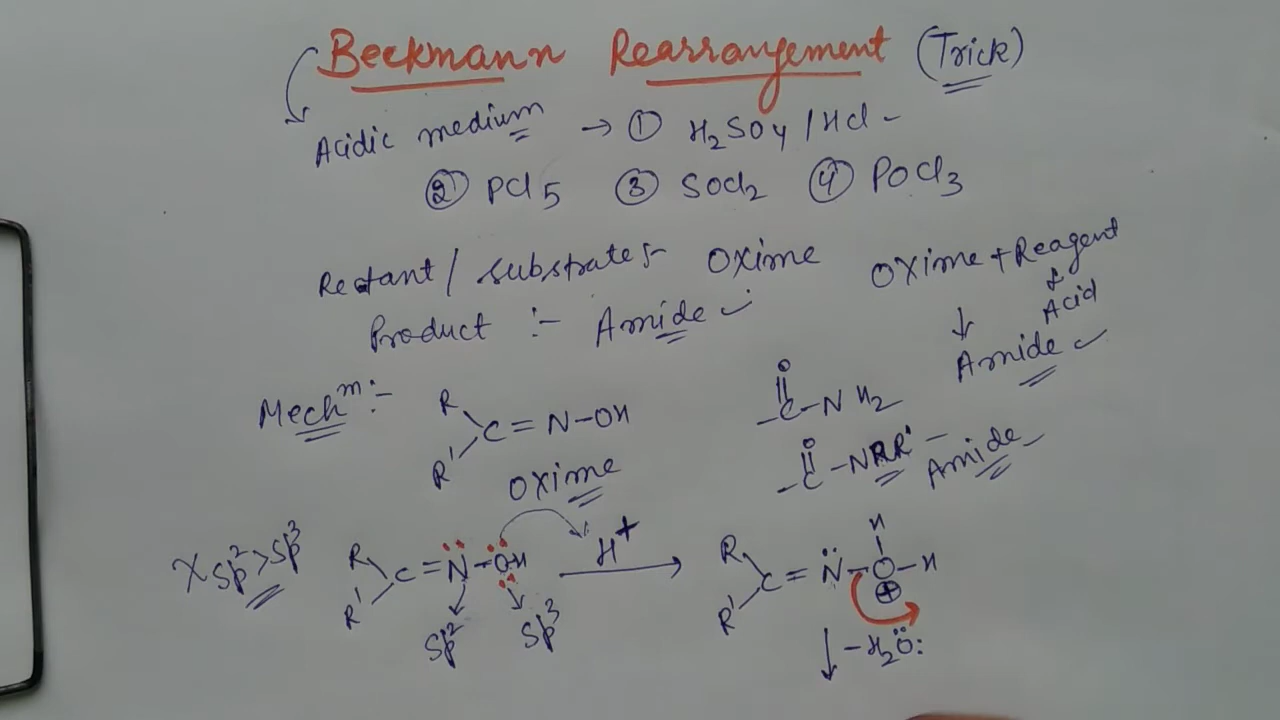 Beckmann Rearrangement (Trick)
Acidic medium → ① H2SO4 / HCl -
② PCl5 ③ SOCl2 ④ POCl3
Rectant / substrate :- Oxime
Product :- Amide ✓
Oxime + Reagent
↓ Acid
Amide ✓
Mechm :-
R
R' C = N - OH
Oxime
O
|| 
-C-NH2
O
||
-C-NRR' - Amide
X sp2 > sp3
R
R' C = N - OH
sp2 sp3
H+
R
R' C = N - O - H
H
⊕
↓ - H2O: